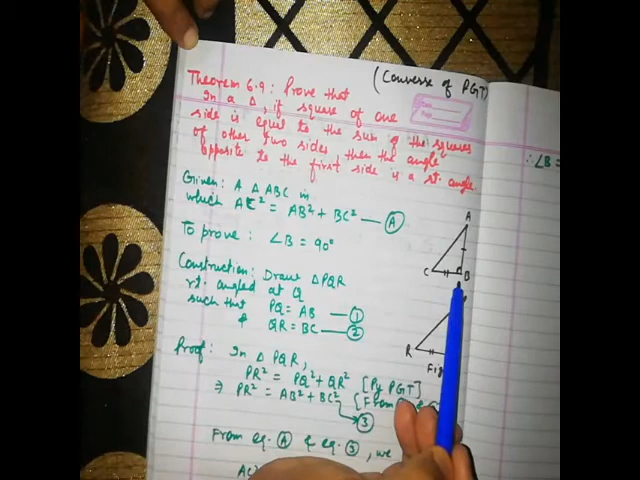 (Converse of PGT)
Theorem 6.9: Prove that
In a Δ, if square of one
side is equal to the sum of the squares
of other two sides then the angle
opposite to the first side is a rt. angle.
∴ ∠B =
Given: A Δ ABC in
which AC² = AB² + BC² — Ⓐ
To prove: ∠B = 90°
Construction: Draw ΔPQR
rt. angled at Q
such that PQ = AB — ①
& QR = BC — ②
A
C
B
R
Fig
Proof: In Δ PQR,
PR² = PQ² + QR² [By PGT]
⇒ PR² = AB² + BC² [From
→ ③
From eq. Ⓐ & eq. ③, we